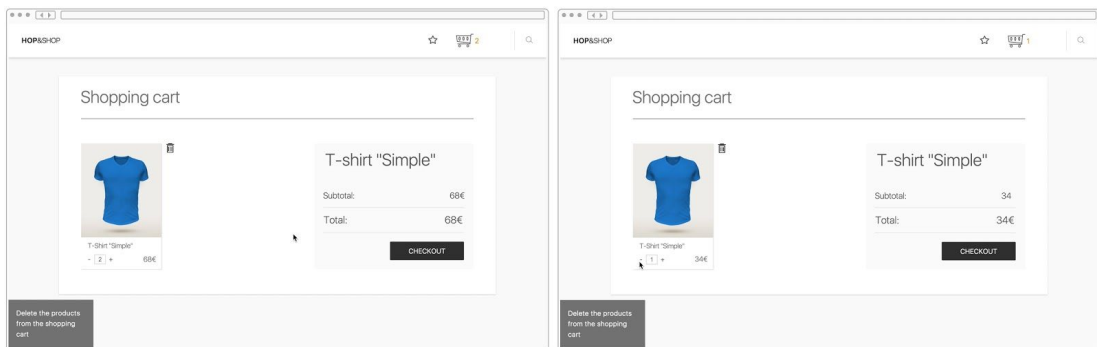 HOP&SHOP
2
Shopping cart
T-shirt "Simple"
Subtotal: 68€
Total: 68€
T-Shirt "Simple"
- 2 + 68€
CHECKOUT
Delete the products
from the shopping
cart
HOP&SHOP
1
Shopping cart
T-shirt "Simple"
Subtotal: 34
Total: 34€
T-Shirt "Simple"
- 1 + 34€
CHECKOUT
Delete the products
from the shopping
cart